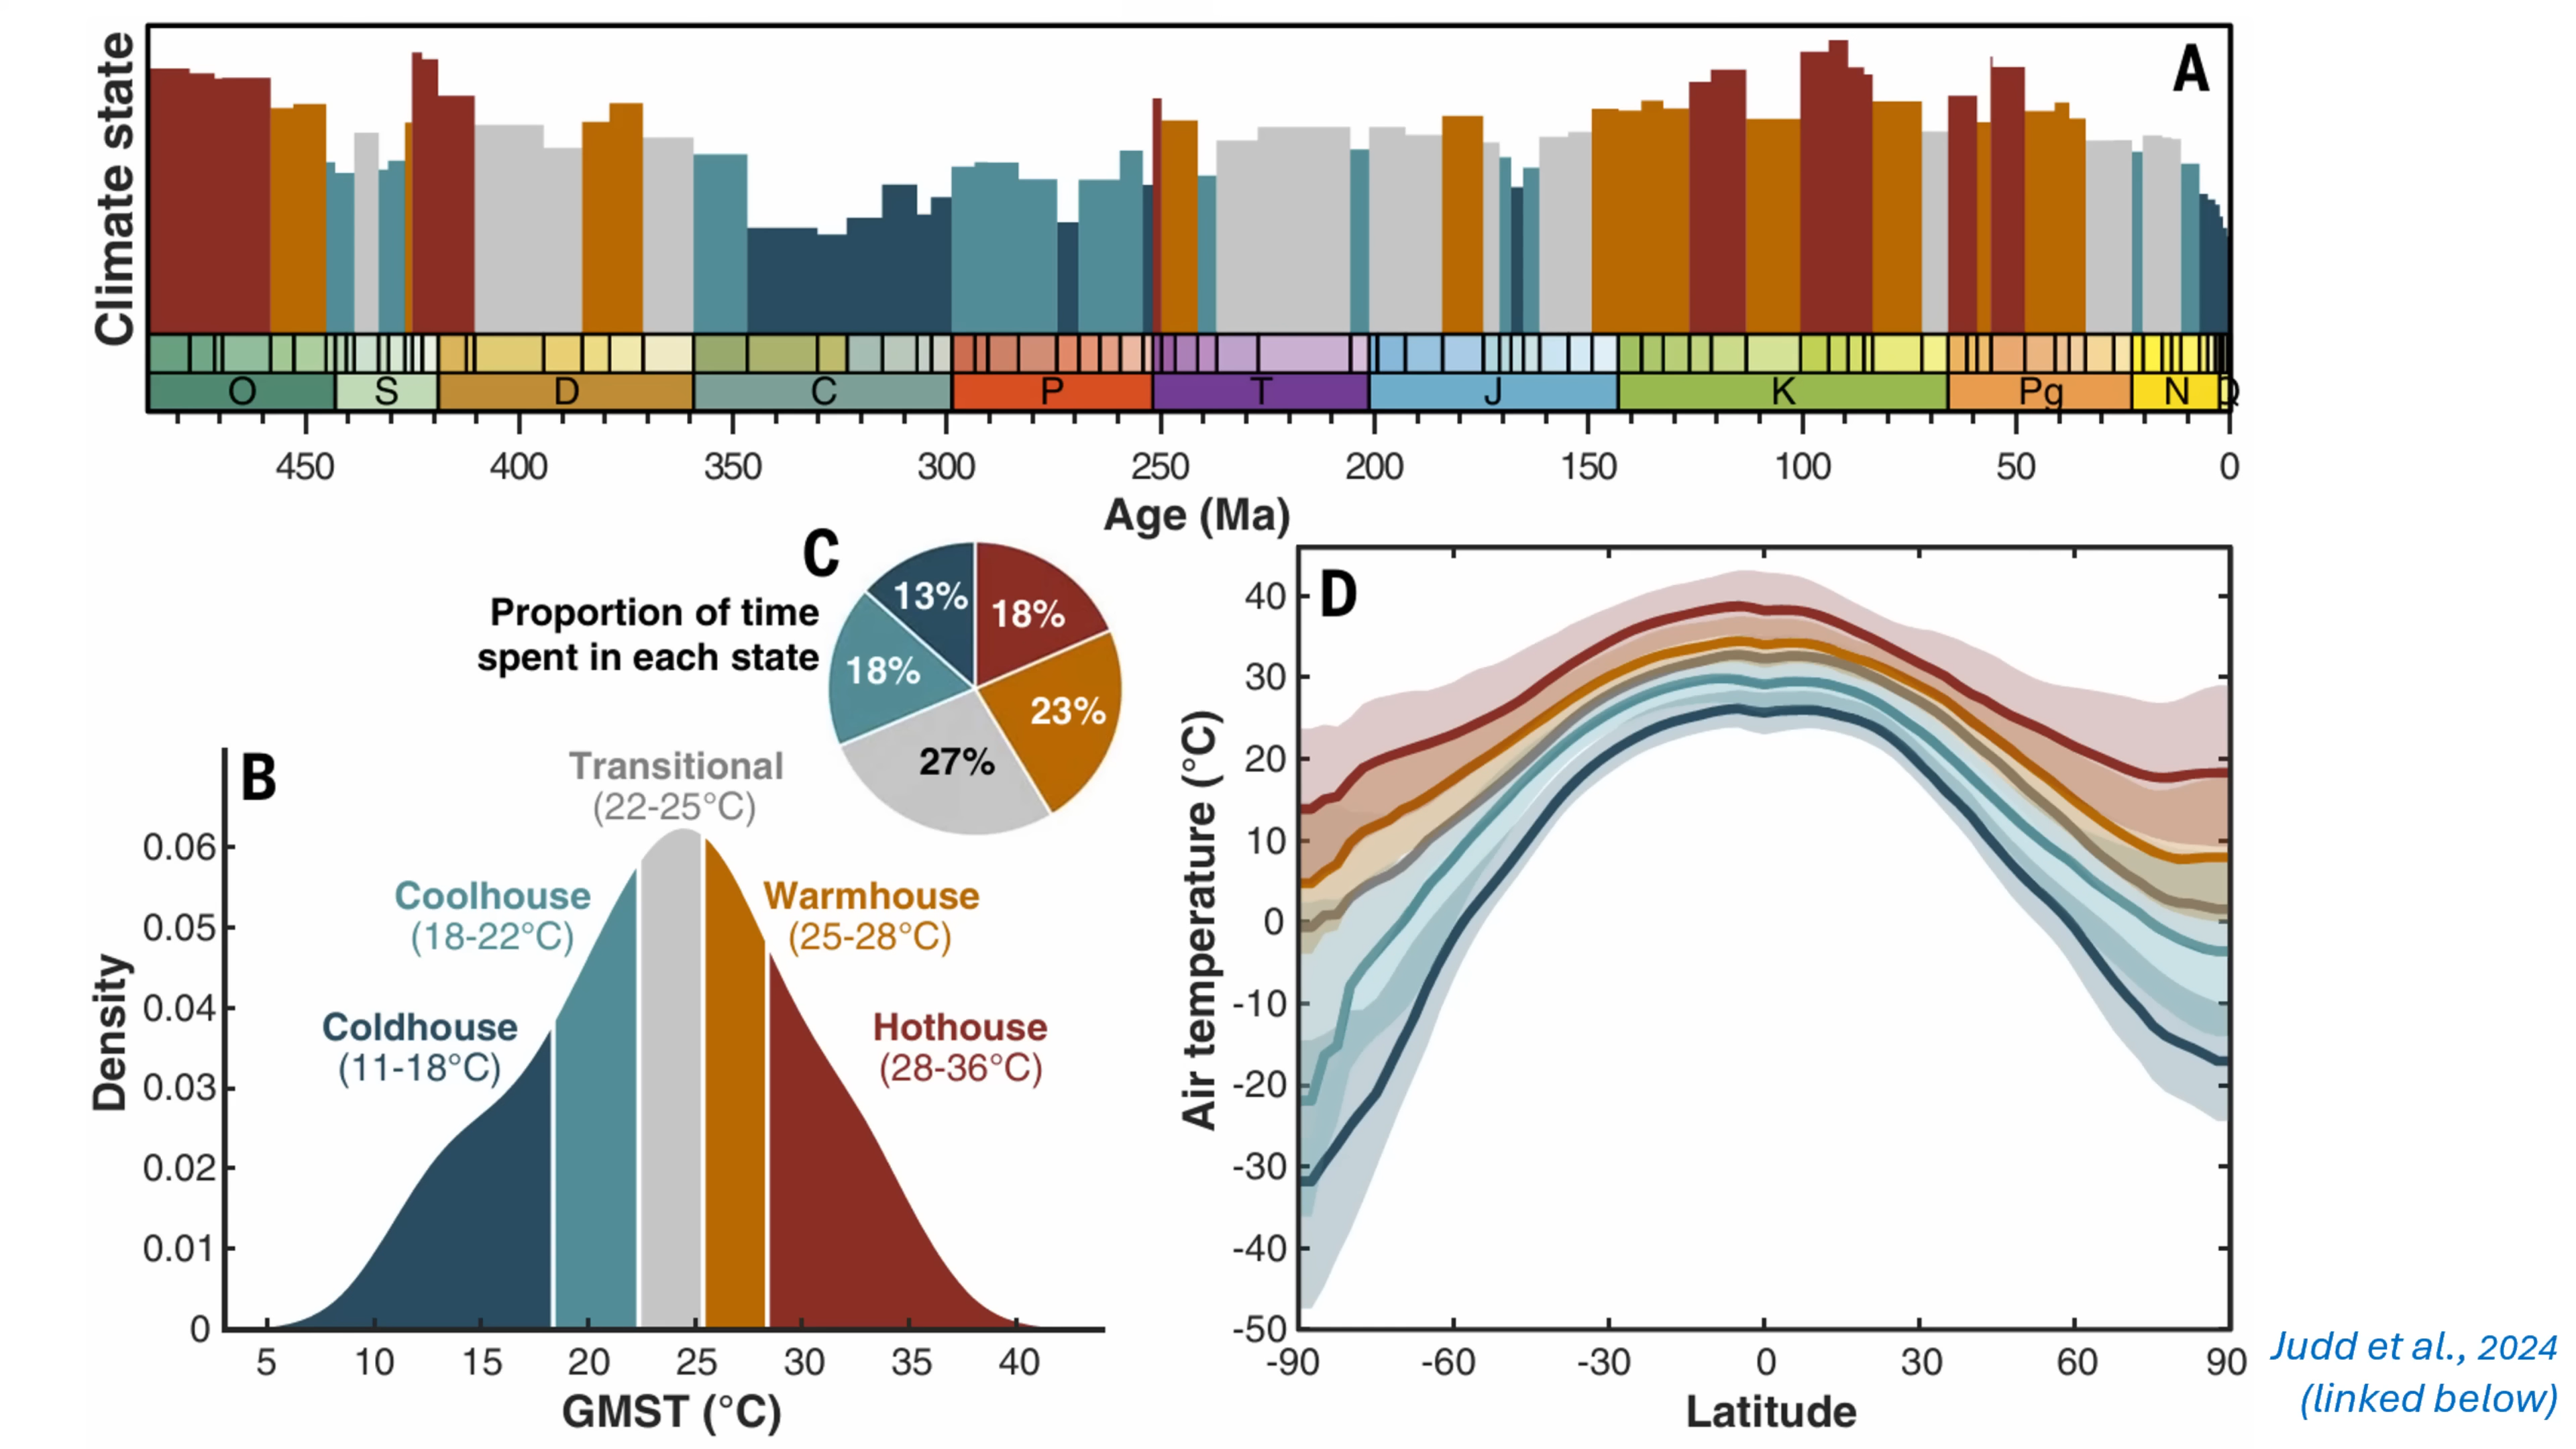 Climate state
A
O S D C P T J K Pg N Q
450 400 350 300 250 200 150 100 50 0
Age (Ma)
C
Proportion of time
spent in each state
13%
18%
18%
23%
27%
B
Transitional
(22-25°C)
Coolhouse
(18-22°C)
Warmhouse
(25-28°C)
Coldhouse
(11-18°C)
Hothouse
(28-36°C)
Density
0.06
0.05
0.04
0.03
0.02
0.01
0
5 10 15 20 25 30 35 40
GMST (°C)
D
Air temperature (°C)
40
30
20
10
0
-10
-20
-30
-40
-50
-90 -60 -30 0 30 60 90
Latitude
Judd et al., 2024
(linked below)